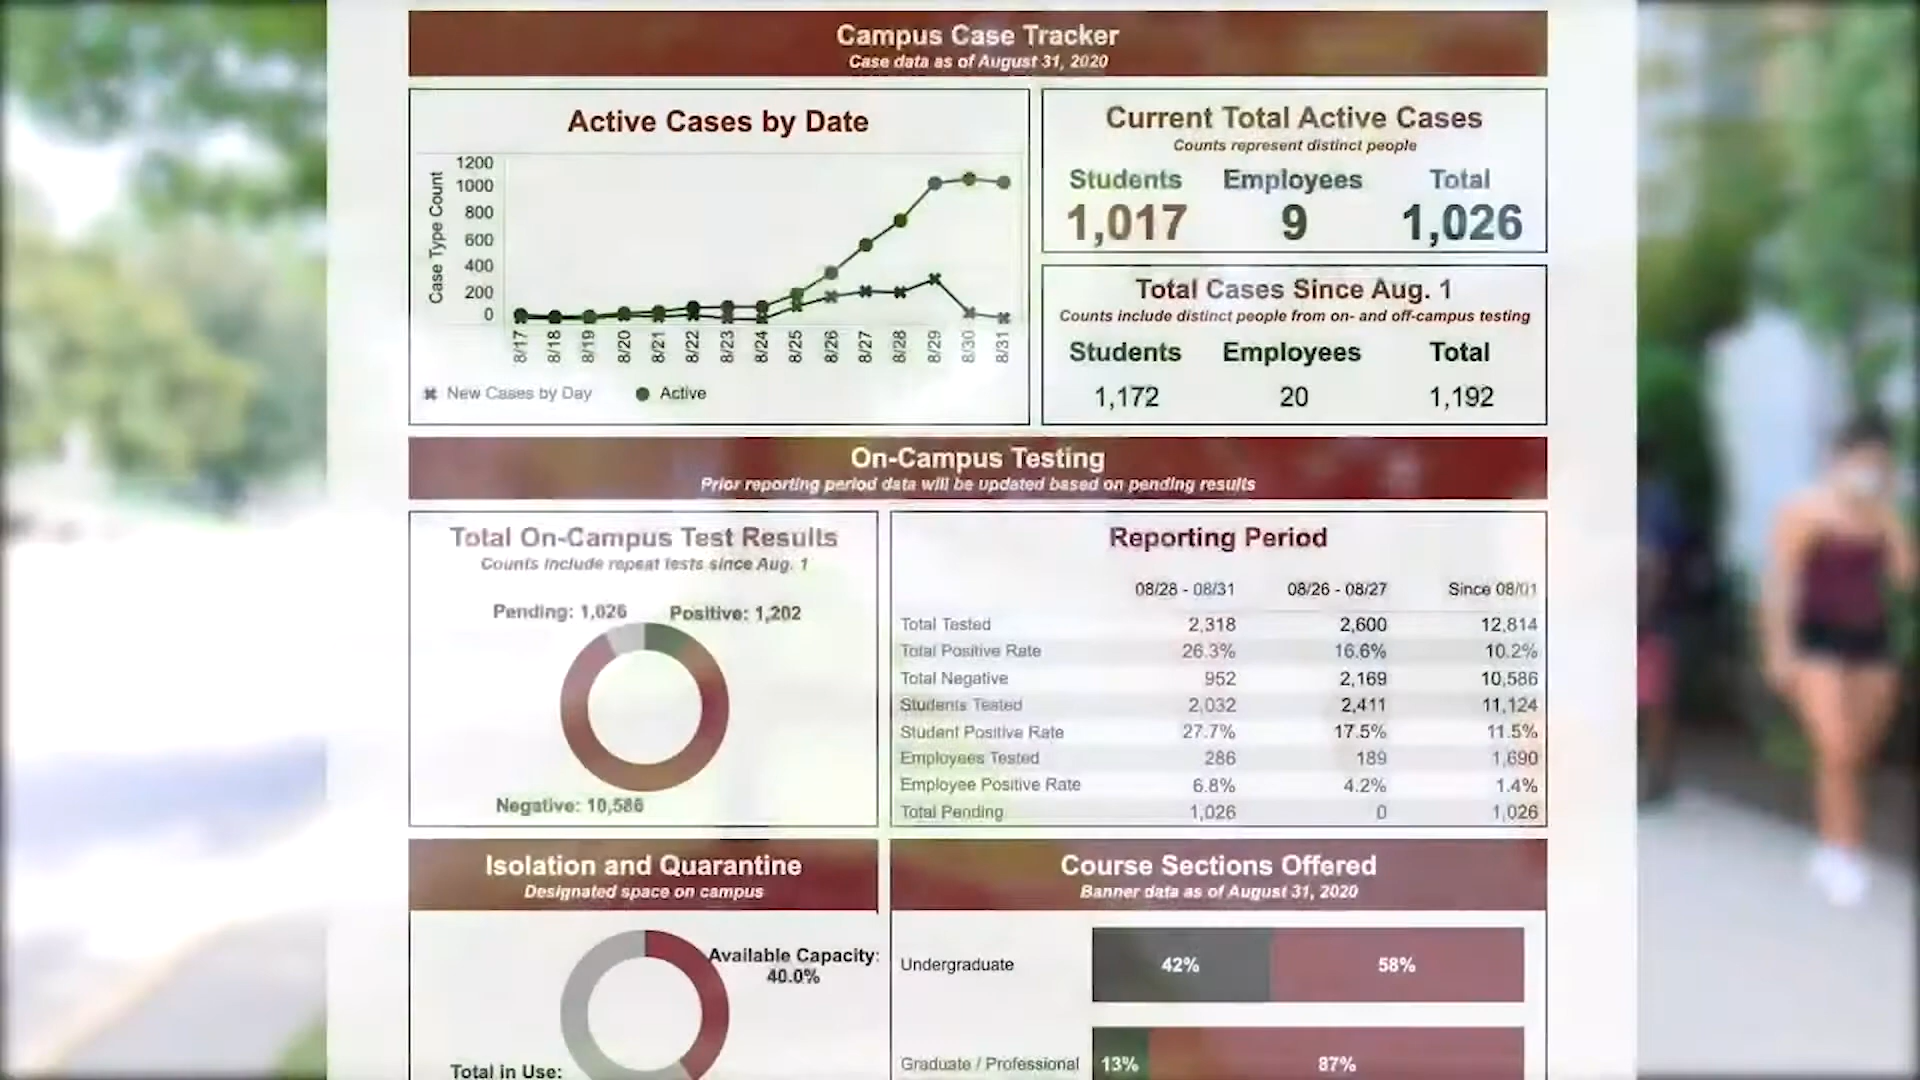 Campus Case Tracker
Case data as of August 31, 2020
Active Cases by Date
Case Type Count
1200
1000
800
600
400
200
0
8/17
8/18
8/19
8/20
8/21
8/22
8/23
8/24
8/25
8/26
8/27
8/28
8/29
8/30
8/31
New Cases by Day
Active
Current Total Active Cases
Counts represent distinct people
Students Employees Total
1,017 9 1,026
Total Cases Since Aug. 1
Counts include distinct people from on- and off-campus testing
Students Employees Total
1,172 20 1,192
On-Campus Testing
Prior reporting period data will be updated based on pending results
Total On-Campus Test Results
Counts include repeat tests since Aug. 1
Pending: 1,026 Positive: 1,202
Negative: 10,586
Reporting Period
08/28 - 08/31 08/26 - 08/27 Since 08/01
Total Tested 2,318 2,600 12,814
Total Positive Rate 26.3% 16.6% 10.2%
Total Negative 952 2,169 10,586
Students Tested 2,032 2,411 11,124
Student Positive Rate 27.7% 17.5% 11.5%
Employees Tested 286 189 1,690
Employee Positive Rate 6.8% 4.2% 1.4%
Total Pending 1,026 0 1,026
Isolation and Quarantine
Designated space on campus
Available Capacity:
40.0%
Total in Use:
Course Sections Offered
Banner data as of August 31, 2020
Undergraduate 42% 58%
Graduate / Professional 13% 87%